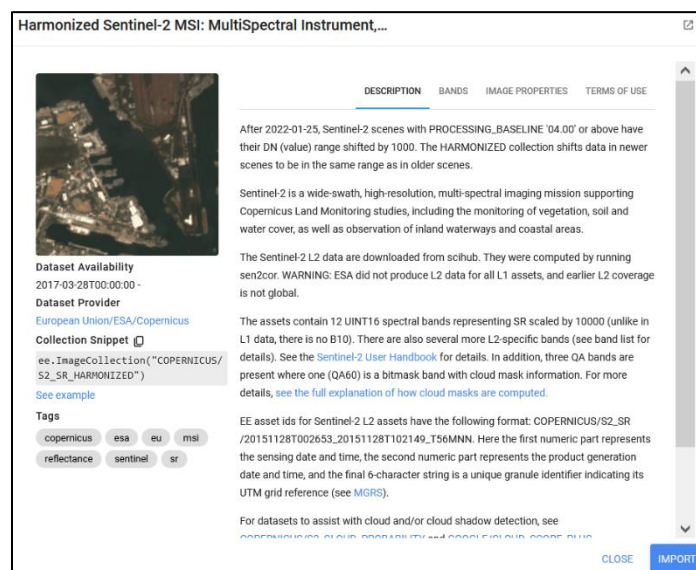 Harmonized Sentinel-2 MSI: MultiSpectral Instrument,...
DESCRIPTION BANDS IMAGE PROPERTIES TERMS OF USE
After 2022-01-25, Sentinel-2 scenes with PROCESSING_BASELINE '04.00' or above have
their DN (value) range shifted by 1000. The HARMONIZED collection shifts data in newer
scenes to be in the same range as in older scenes.
Sentinel-2 is a wide-swath, high-resolution, multi-spectral imaging mission supporting
Copernicus Land Monitoring studies, including the monitoring of vegetation, soil and
water cover, as well as observation of inland waterways and coastal areas.
The Sentinel-2 L2 data are downloaded from scihub. They were computed by running
sen2cor. WARNING: ESA did not produce L2 data for all L1 assets, and earlier L2 coverage
is not global.
The assets contain 12 UINT16 spectral bands representing SR scaled by 10000 (unlike in
L1 data, there is no B10). There are also several more L2-specific bands (see band list for
details). See the Sentinel-2 User Handbook for details. In addition, three QA bands are
present where one (QA60) is a bitmask band with cloud mask information. For more
details, see the full explanation of how cloud masks are computed.
EE asset ids for Sentinel-2 L2 assets have the following format: COPERNICUS/S2_SR
/20151128T002653_20151128T102149_T56MNN. Here the first numeric part represents
the sensing date and time, the second numeric part represents the product generation
date and time, and the final 6-character string is a unique granule identifier indicating its
UTM grid reference (see MGRS).
For datasets to assist with cloud and/or cloud shadow detection, see
Dataset Availability
2017-03-28T00:00:00 -
Dataset Provider
European Union/ESA/Copernicus
Collection Snippet
ee.ImageCollection("COPERNICUS/
S2_SR_HARMONIZED")
See example
Tags
copernicus esa eu msi
reflectance sentinel sr
CLOSE IMPORT